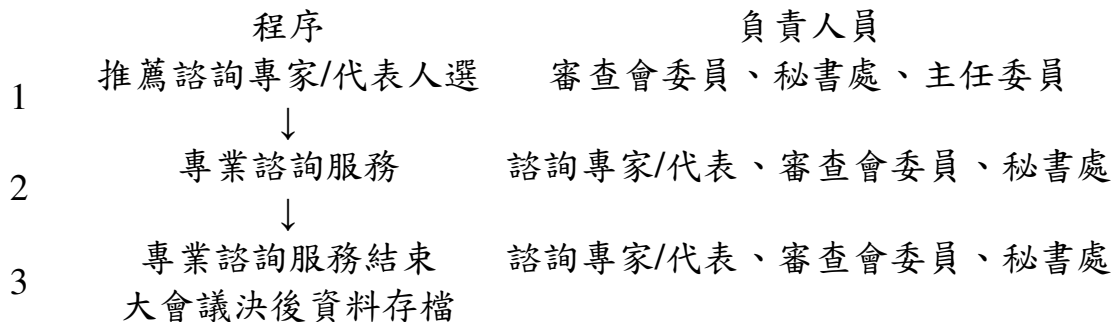 程序 負責人員
1 推薦諮詢專家/代表人選 審查會委員、秘書處、主任委員
↓
2 專業諮詢服務 諮詢專家/代表、審查會委員、秘書處
↓
3 專業諮詢服務結束 諮詢專家/代表、審查會委員、秘書處
大會議決後資料存檔